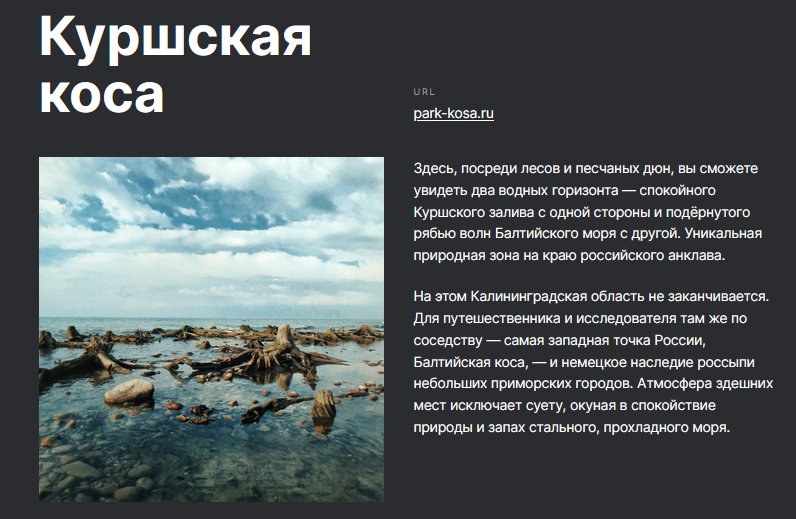 Куршская
коса
URL
park-kosa.ru
Здесь, посреди лесов и песчаных дюн, вы сможете
увидеть два водных горизонта — спокойного
Куршского залива с одной стороны и подёрнутого
рябью волн Балтийского моря с другой. Уникальная
природная зона на краю российского анклава.
На этом Калининградская область не заканчивается.
Для путешественника и исследователя там же по
соседству — самая западная точка России,
Балтийская коса, — и немецкое наследие россыпи
небольших приморских городов. Атмосфера здешних
мест исключает суету, окуная в спокойствие
природы и запах стального, прохладного моря.